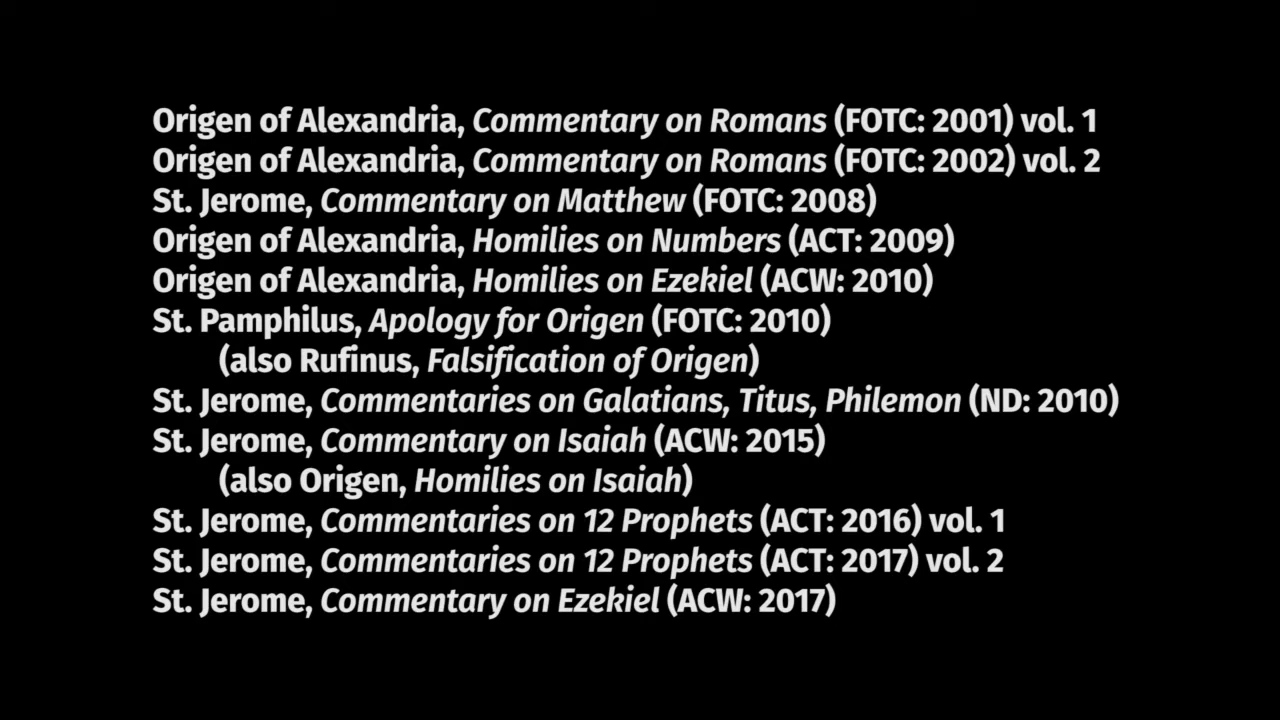 Origen of Alexandria, Commentary on Romans (FOTC: 2001) vol. 1
Origen of Alexandria, Commentary on Romans (FOTC: 2002) vol. 2
St. Jerome, Commentary on Matthew (FOTC: 2008)
Origen of Alexandria, Homilies on Numbers (ACT: 2009)
Origen of Alexandria, Homilies on Ezekiel (ACW: 2010)
St. Pamphilus, Apology for Origen (FOTC: 2010)
(also Rufinus, Falsification of Origen)
St. Jerome, Commentaries on Galatians, Titus, Philemon (ND: 2010)
St. Jerome, Commentary on Isaiah (ACW: 2015)
(also Origen, Homilies on Isaiah)
St. Jerome, Commentaries on 12 Prophets (ACT: 2016) vol. 1
St. Jerome, Commentaries on 12 Prophets (ACT: 2017) vol. 2
St. Jerome, Commentary on Ezekiel (ACW: 2017)